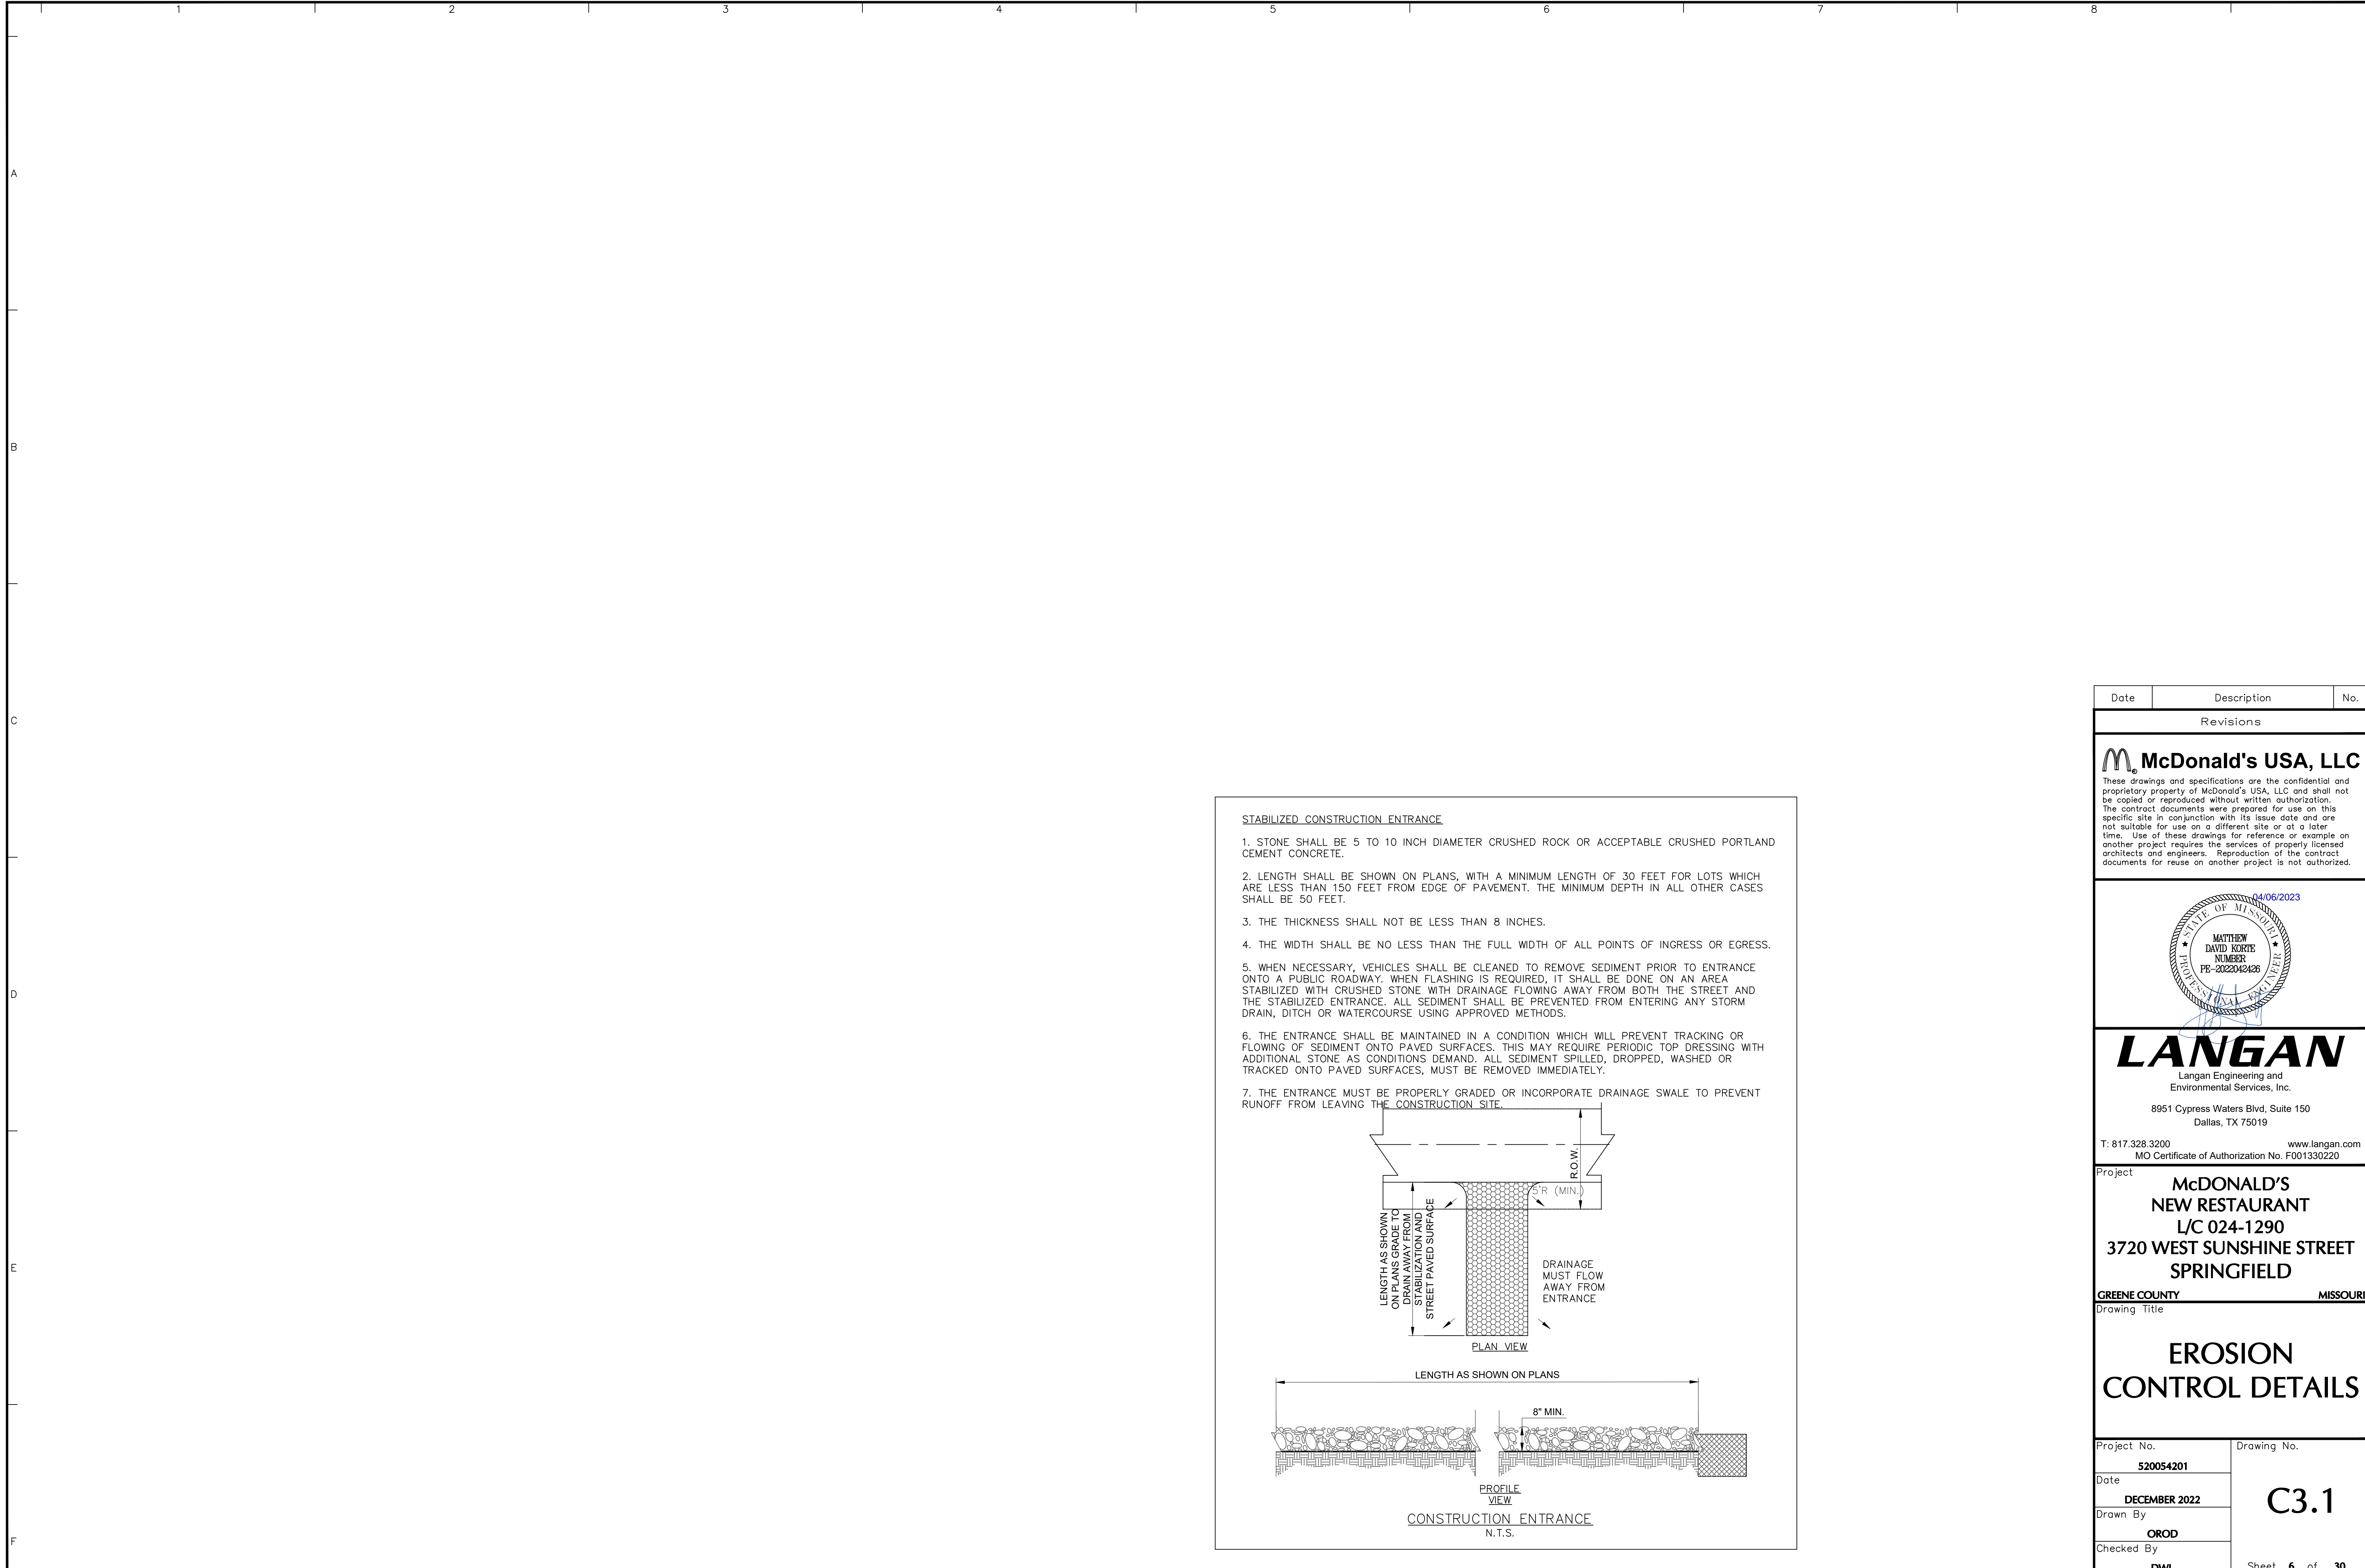 1 2 3 4 5 6 7 8
A
B
C
D
E
F
STABILIZED CONSTRUCTION ENTRANCE
1. STONE SHALL BE 5 TO 10 INCH DIAMETER CRUSHED ROCK OR ACCEPTABLE CRUSHED PORTLAND
CEMENT CONCRETE.
2. LENGTH SHALL BE SHOWN ON PLANS, WITH A MINIMUM LENGTH OF 30 FEET FOR LOTS WHICH
ARE LESS THAN 150 FEET FROM EDGE OF PAVEMENT. THE MINIMUM DEPTH IN ALL OTHER CASES
SHALL BE 50 FEET.
3. THE THICKNESS SHALL NOT BE LESS THAN 8 INCHES.
4. THE WIDTH SHALL BE NO LESS THAN THE FULL WIDTH OF ALL POINTS OF INGRESS OR EGRESS.
5. WHEN NECESSARY, VEHICLES SHALL BE CLEANED TO REMOVE SEDIMENT PRIOR TO ENTRANCE
ONTO A PUBLIC ROADWAY. WHEN FLASHING IS REQUIRED, IT SHALL BE DONE ON AN AREA
STABILIZED WITH CRUSHED STONE WITH DRAINAGE FLOWING AWAY FROM BOTH THE STREET AND
THE STABILIZED ENTRANCE. ALL SEDIMENT SHALL BE PREVENTED FROM ENTERING ANY STORM
DRAIN, DITCH OR WATERCOURSE USING APPROVED METHODS.
6. THE ENTRANCE SHALL BE MAINTAINED IN A CONDITION WHICH WILL PREVENT TRACKING OR
FLOWING OF SEDIMENT ONTO PAVED SURFACES. THIS MAY REQUIRE PERIODIC TOP DRESSING WITH
ADDITIONAL STONE AS CONDITIONS DEMAND. ALL SEDIMENT SPILLED, DROPPED, WASHED OR
TRACKED ONTO PAVED SURFACES, MUST BE REMOVED IMMEDIATELY.
7. THE ENTRANCE MUST BE PROPERLY GRADED OR INCORPORATE DRAINAGE SWALE TO PREVENT
RUNOFF FROM LEAVING THE CONSTRUCTION SITE.
R.O.W.
5'R (MIN.)
LENGTH AS SHOWN
ON PLANS GRADE TO
DRAIN AWAY FROM
STABILIZATION AND
STREET PAVED SURFACE
DRAINAGE
MUST FLOW
AWAY FROM
ENTRANCE
PLAN VIEW
LENGTH AS SHOWN ON PLANS
8" MIN.
PROFILE
VIEW
CONSTRUCTION ENTRANCE
N.T.S.
Date Description No.
Revisions
McDonald's USA, LLC
These drawings and specifications are the confidential and
proprietary property of McDonald's USA, LLC and shall not
be copied or reproduced without written authorization.
The contract documents were prepared for use on this
specific site in conjunction with its issue date and are
not suitable for use on a different site or at a later
time. Use of these drawings for reference or example on
another project requires the services of properly licensed
architects and engineers. Reproduction of the contract
documents for reuse on another project is not authorized.
04/06/2023
STATE OF MISSOURI
MATTHEW
DAVID KORTE
NUMBER
PE-2022042426
PROFESSIONAL ENGINEER
LANGAN
Langan Engineering and
Environmental Services, Inc.
8951 Cypress Waters Blvd, Suite 150
Dallas, TX 75019
T: 817.328.3200 www.langan.com
MO Certificate of Authorization No. F001330220
Project
McDONALD'S
NEW RESTAURANT
L/C 024-1290
3720 WEST SUNSHINE STREET
SPRINGFIELD
GREENE COUNTY MISSOURI
Drawing Title
EROSION
CONTROL DETAILS
Project No.
520054201
Date
DECEMBER 2022
Drawn By
OROD
Checked By
DWL
Drawing No.
C3.1
Sheet 6 of 30